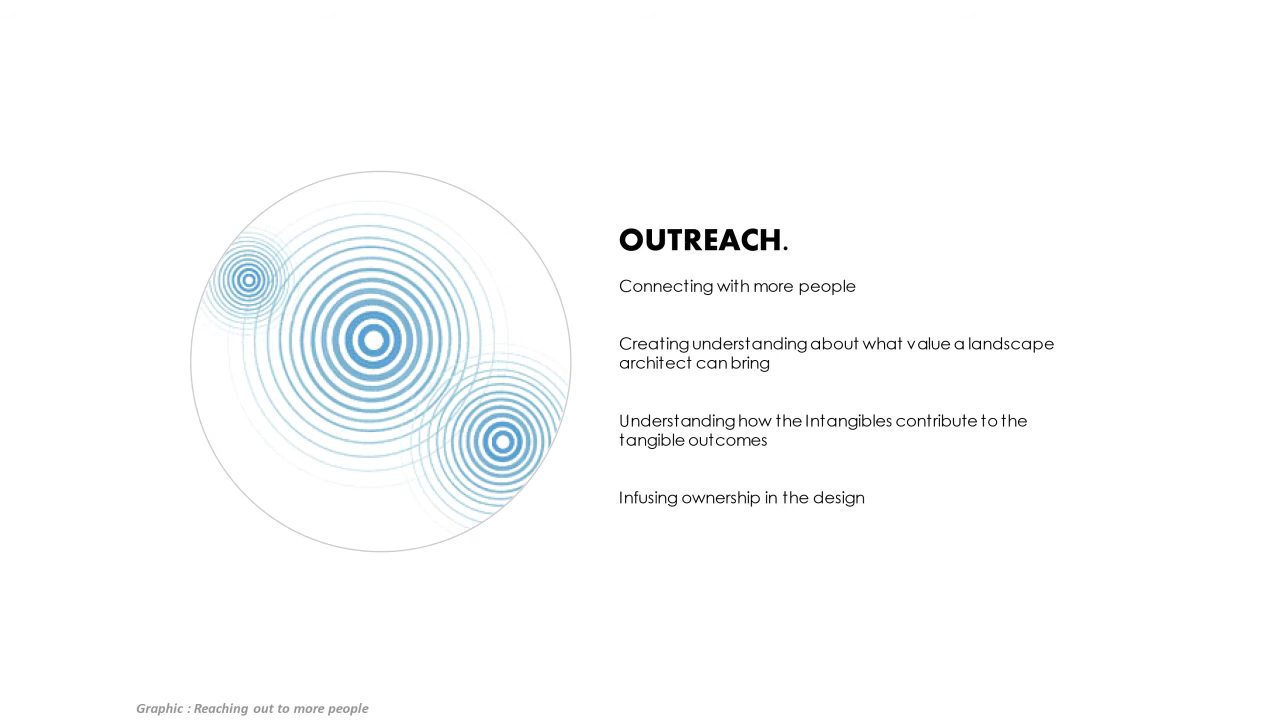 OUTREACH.
Connecting with more people
Creating understanding about what value a landscape
architect can bring
Understanding how the Intangibles contribute to the
tangible outcomes
Infusing ownership in the design
Graphic : Reaching out to more people